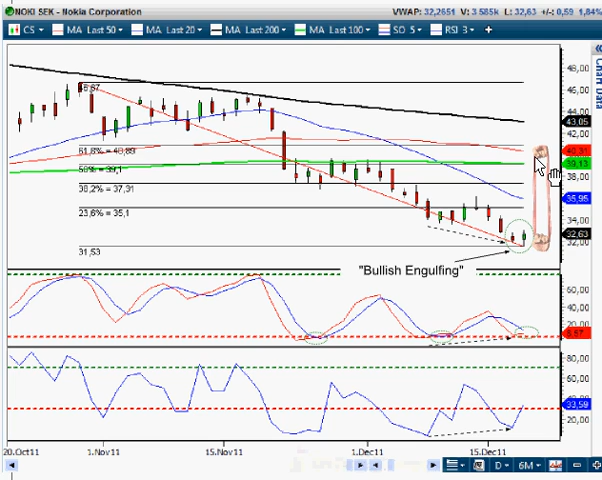 NOKI SEK - Nokia Corporation VWAP: 32,2651 V: 3 585k L: 32,63 +/-: 0,59 1,84%
CS MA Last 50 MA Last 20 MA Last 200 MA Last 100 SO 5 RSI 3 +
Chart Data
46,67
46,00
44,00
42,00
38,00
34,00
32,00
43,05
40,31
39,13
35,95
32,63
61,8% = 40,89
50% = 39,1
38,2% = 37,31
23,6% = 35,1
31,53
"Bullish Engulfing"
60,00
40,00
20,00
80,00
60,00
33,59
20,00
20.Oct11 1.Nov11 15.Nov11 1.Dec11 15.Dec11
D 6M